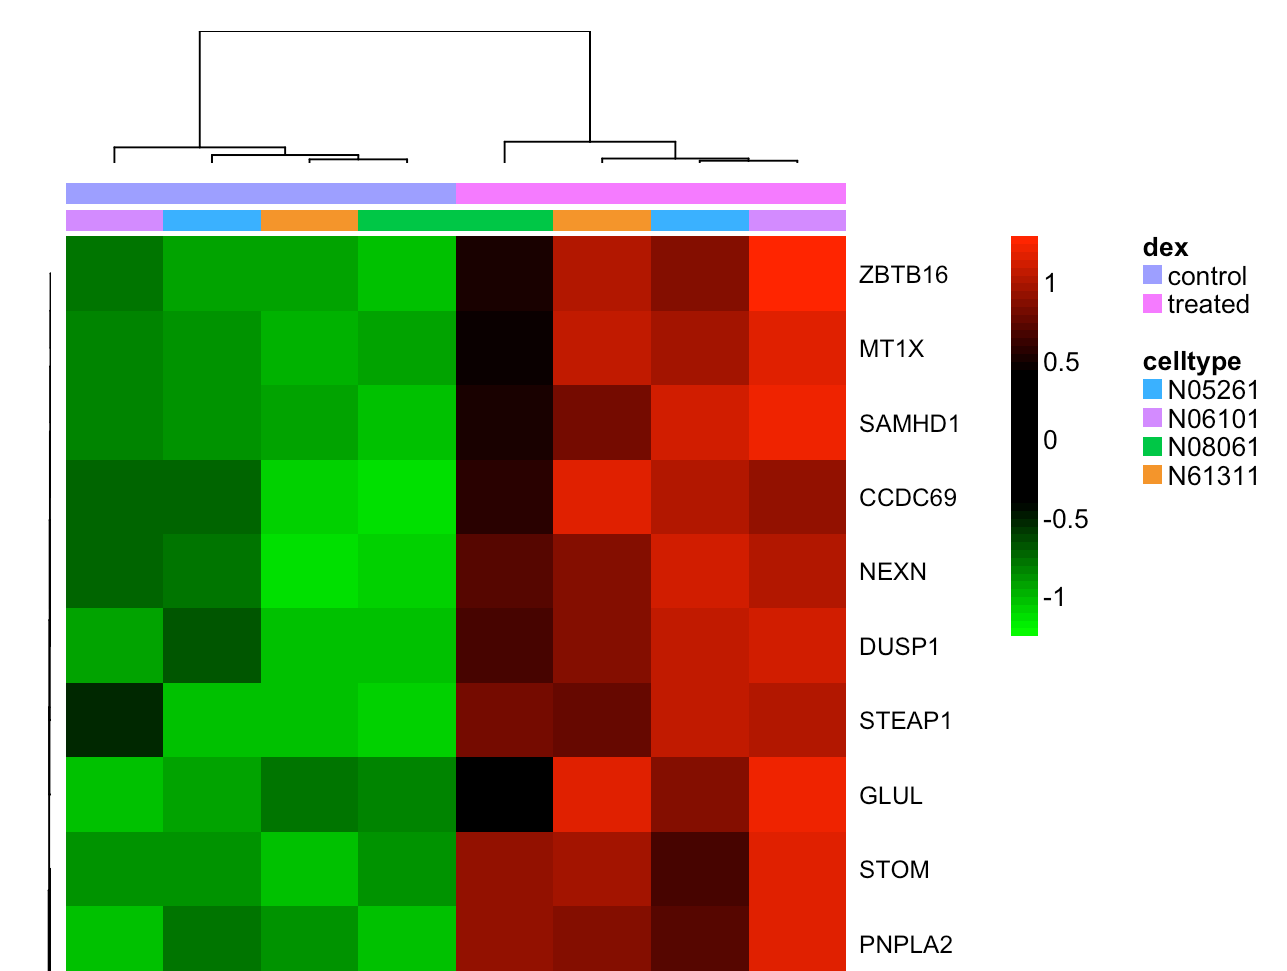 ZBTB16
MT1X
SAMHD1
CCDC69
NEXN
DUSP1
STEAP1
GLUL
STOM
PNPLA2
1
0.5
0
-0.5
-1
dex
control
treated
celltype
N05261
N06101
N08061
N61311